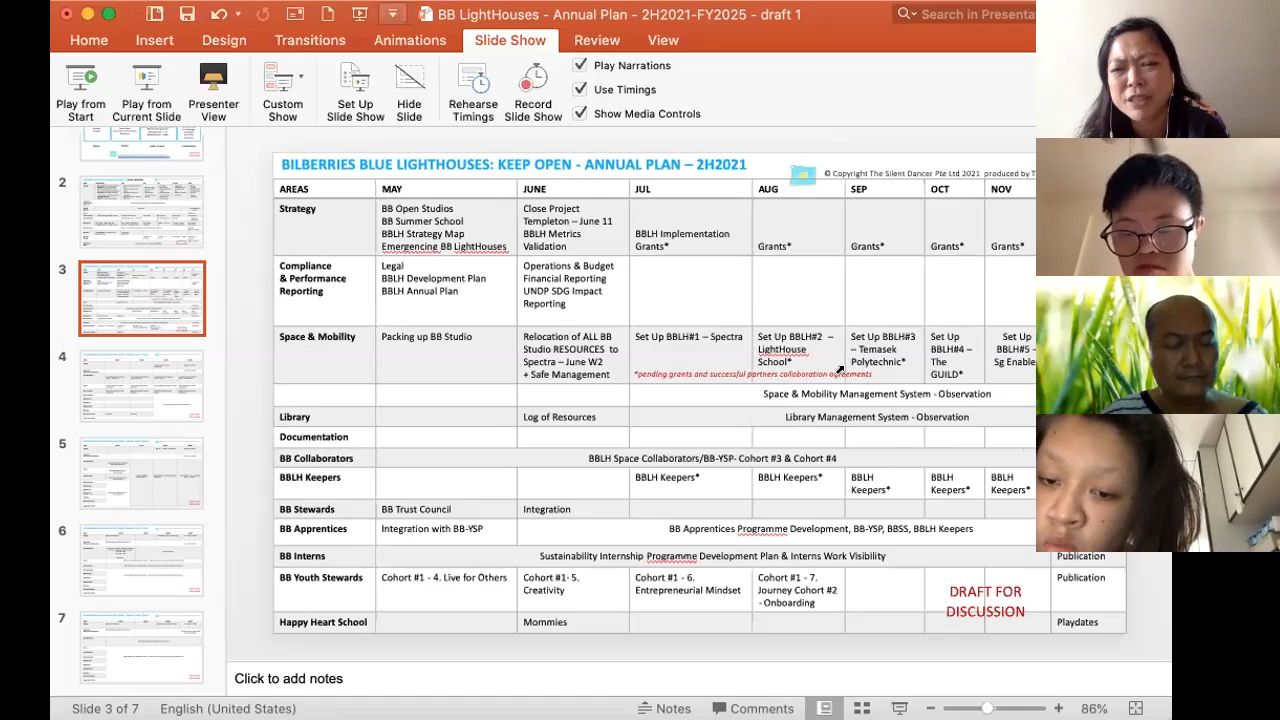 BB LightHouses - Annual Plan - 2H2021-FY2025 - draft 1
Search in Presenta
Home Insert Design Transitions Animations Slide Show Review View
Play from Start
Play from Current Slide
Presenter View
Custom Show
Set Up Slide Show
Hide Slide
Rehearse Timings
Record Slide Show
Play Narrations
Use Timings
Show Media Controls
2
3
4
5
6
7
BILBERRIES BLUE LIGHTHOUSES: KEEP OPEN - ANNUAL PLAN – 2H2021
right The Silent Dancer Pte Ltd 2021 produced by T
AREAS MAY JUNE JUL AUG SEP OCT NOV
Strategy BB Co-Studios Close Project
BB Studio School Temptation – June 11
BBLH Strategy Map Biometrics BBLH Implementation
Emergencing BB LightHouses Validation Grants* Grants* Grants* Grants* Grants*
Compliance Legal Operations & Budget
& Performance BBLH Development Plan Financial Reporting
Reporting BBLH Annual Plan UNDP SDG Impact
Reporting
Space & Mobility Packing up BB Studio Relocation of ALL BB Set Up BBLH#1 – Spectra Set Up BBLH#2 – Set Up BBLH#3 Set Up Set Up
Studio RESOURCES to LightHouse – Temasek BBLH#4 – BBLH#5 –
Spectra – June W2 School* Polytechnic* The Sg Enable
- Safe Management *pending grants and successful partners agreement GUILD*
Space & Mobility Management System - Observation
Library Log of Resources Library Management System - Observation
Documentation
BB Collaborators BBLH Space Collaborators/BB-YSP- Cohort #3 & Cohort #4
BBLH Keepers BBLH Keepers* BBLH Keepers* BBLH BBLH BBLH
Keepers* Keepers* Keepers*
BB Stewards BB Trust Council Integration
BB Apprentices Integration with BB-YSP BB Apprentices Programme Development, BB-YSP, BBSS, BBLH Keepers
BB Interns Sustainability Internship Programme Development Plan & Interns Work Visibility Publication
BB Youth Stewards Cohort #1 - 4. Live for Others Cohort #1- 5. Cohort #1 - 6. Cohort #1 - 7. Publication
Creativity Entrepreneurial Mindset Journey Cohort #2
- Onboarding
DRAFT FOR
DISCUSSION
Happy Heart School Mommies Playdates
Click to add notes
Slide 3 of 7 English (United States) Notes Comments 86%